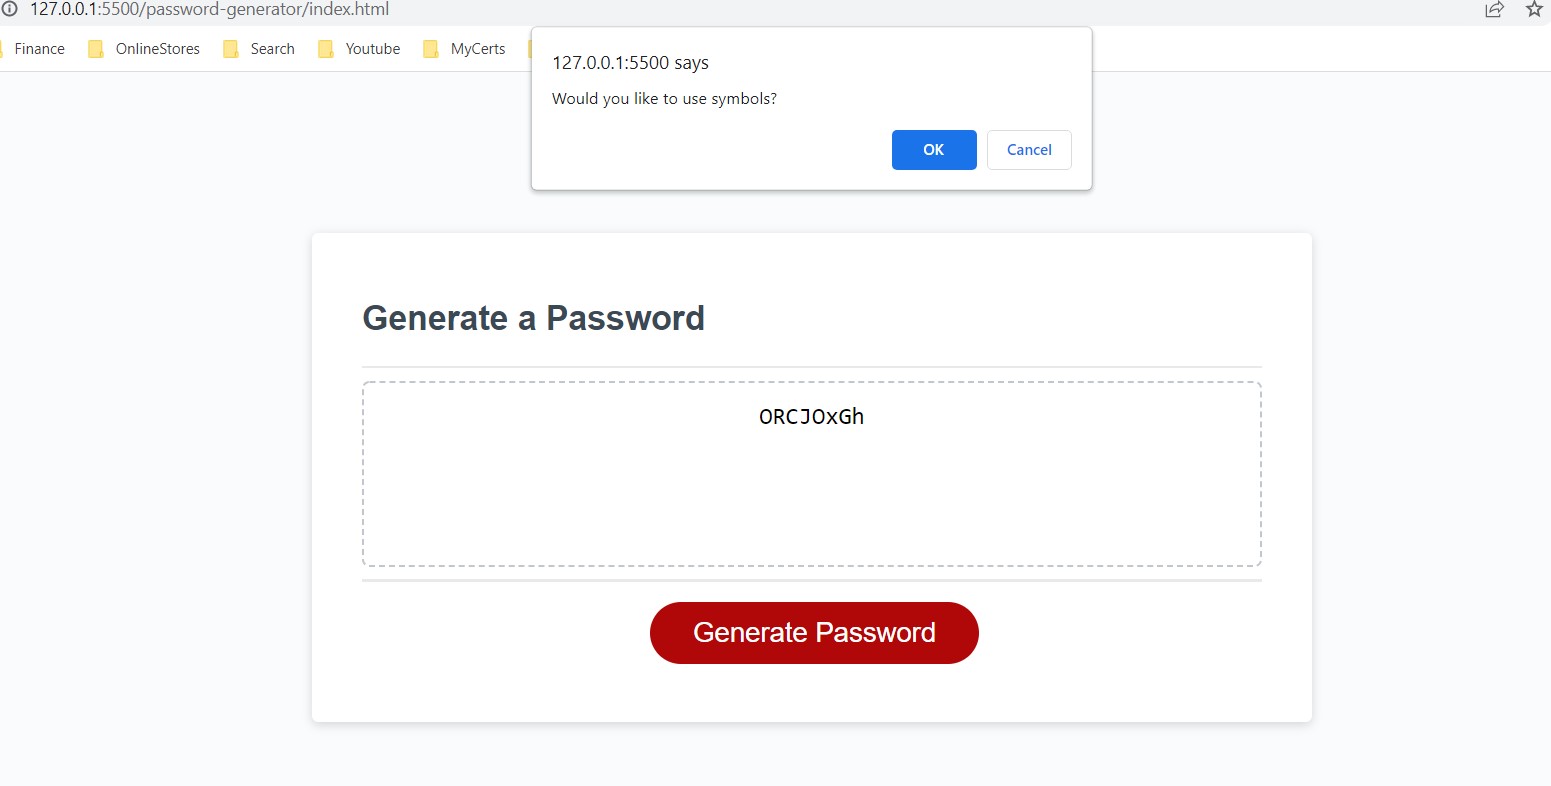 127.0.0.1:5500/password-generator/index.html
Finance OnlineStores Search Youtube MyCerts
127.0.0.1:5500 says
Would you like to use symbols?
OK Cancel
Generate a Password
ORCJOxGh
Generate Password